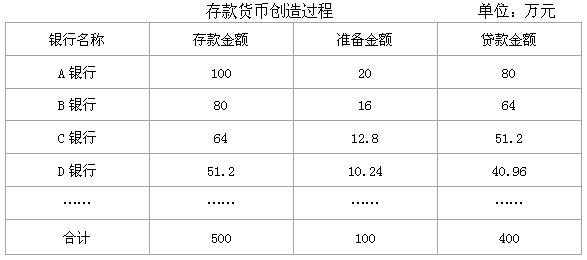 存款货币创造过程 单位：万元
银行名称 存款金额 准备金额 贷款金额
A 银行 100 20 80
B 银行 80 16 64
C 银行 64 12.8 51.2
D 银行 51.2 10.24 40.96
…… …… …… ……
合计 500 100 400